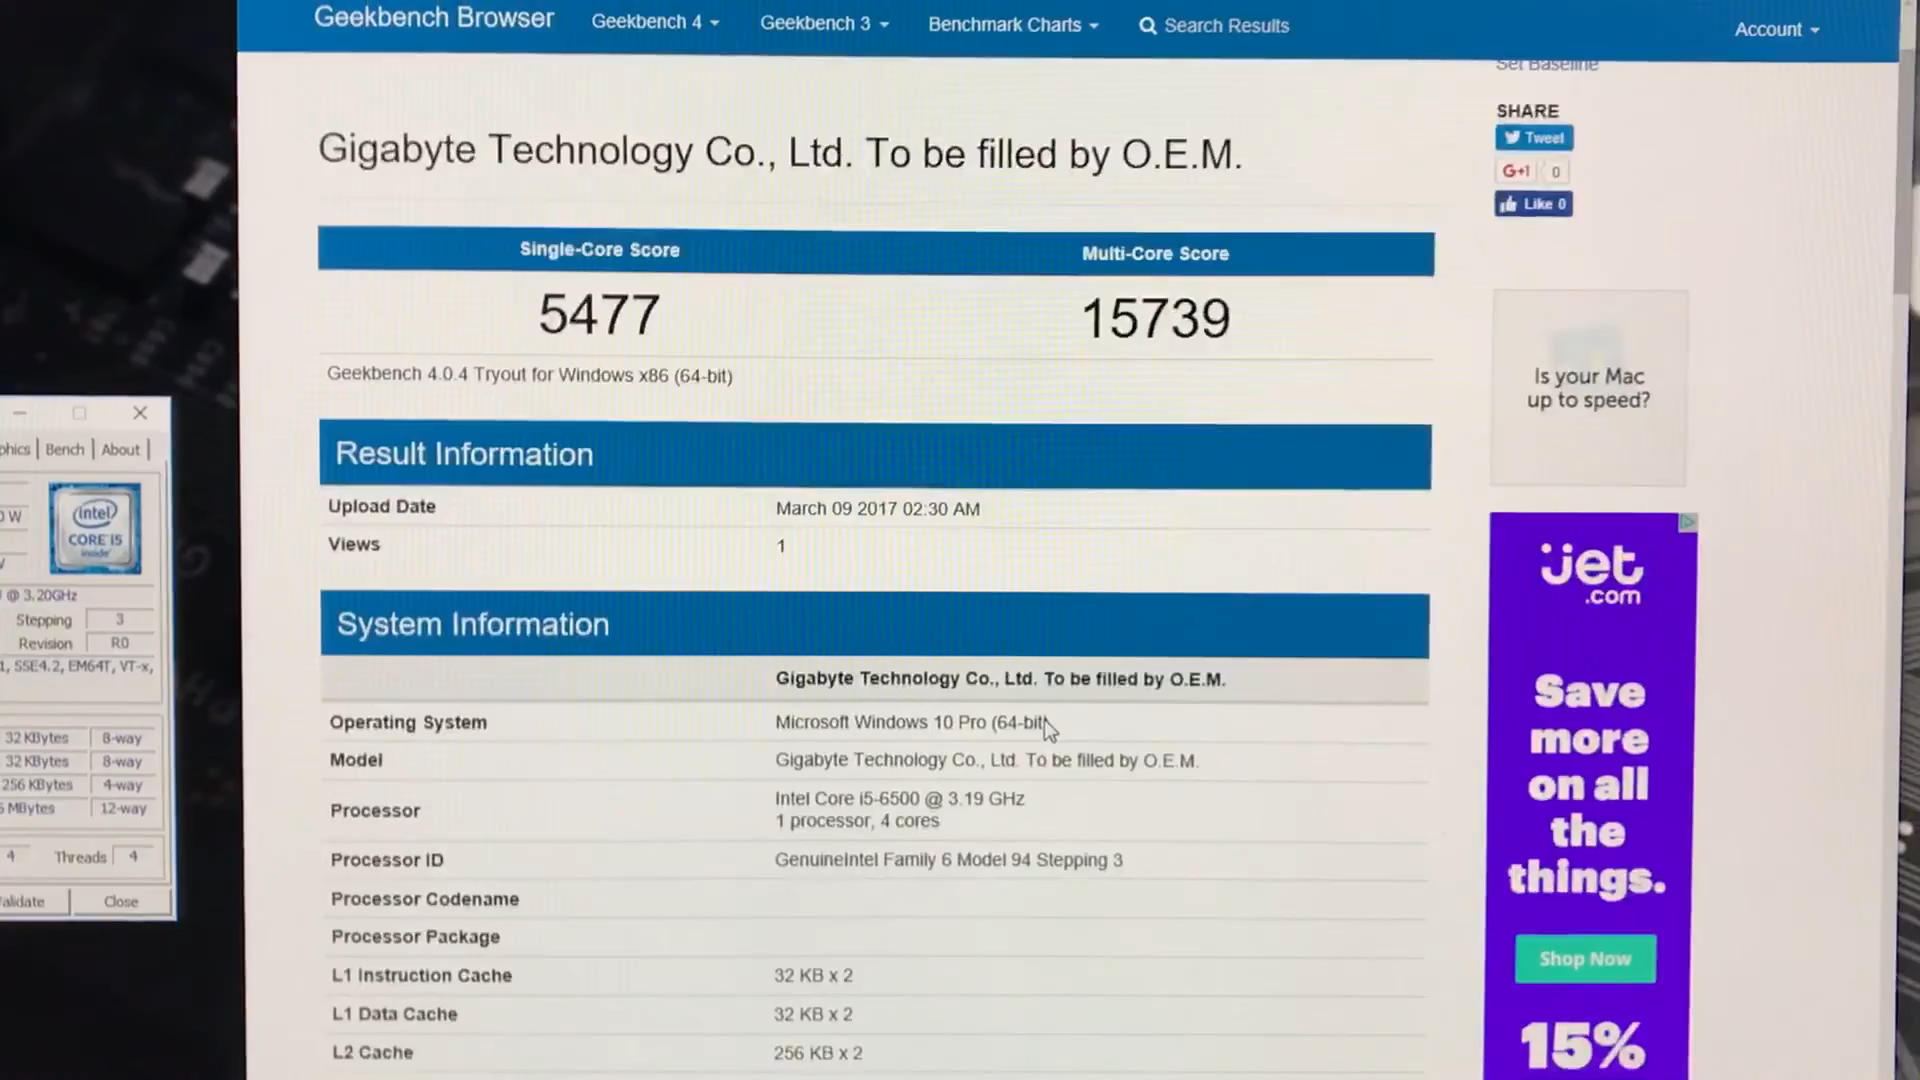 Geekbench Browser
Geekbench 4
Geekbench 3
Benchmark Charts
Search Results
Account
Set Baseline
Gigabyte Technology Co., Ltd. To be filled by O.E.M.
SHARE
Tweet
G+1 0
Like 0
Single-Core Score Multi-Core Score
5477 15739
Geekbench 4.0.4 Tryout for Windows x86 (64-bit)
Is your Mac
up to speed?
Result Information
Upload Date March 09 2017 02:30 AM
Views 1
System Information
Gigabyte Technology Co., Ltd. To be filled by O.E.M.
Operating System Microsoft Windows 10 Pro (64-bit)
Model Gigabyte Technology Co., Ltd. To be filled by O.E.M.
Processor Intel Core i5-6500 @ 3.19 GHz
1 processor, 4 cores
Processor ID GenuineIntel Family 6 Model 94 Stepping 3
Processor Codename
Processor Package
L1 Instruction Cache 32 KB x 2
L1 Data Cache 32 KB x 2
L2 Cache 256 KB x 2
jet
.com
Save
more
on all
the
things.
Shop Now
15%
Bench About
W
intel
CORE i5
inside
@ 3.20GHz
Stepping 3
Revision R0
SSE4.2, EM64T, VT-x,
32 KBytes 8-way
32 KBytes 8-way
256 KBytes 4-way
MBytes 12-way
4 Threads 4
Close